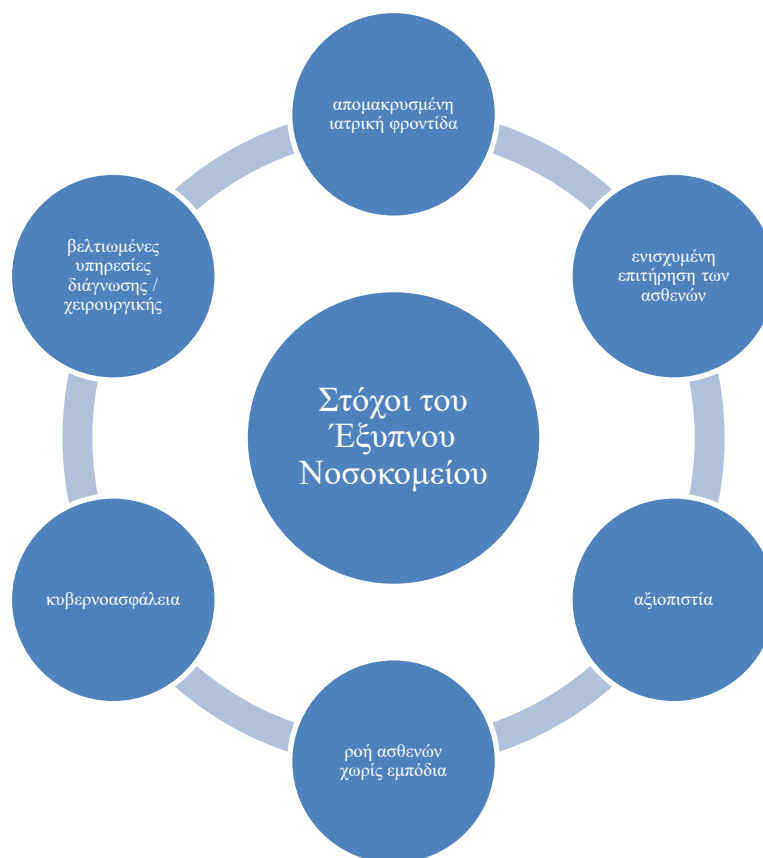 απομακρυσμένη
ιατρική φροντίδα
βελτιωμένες
υπηρεσίες
διάγνωσης /
χειρουργικής
ενισχυμένη
επιτήρηση των
ασθενών
Στόχοι του
Έξυπνου
Νοσοκομείου
κυβερνοασφάλεια
αξιοπιστία
ροή ασθενών
χωρίς εμπόδια